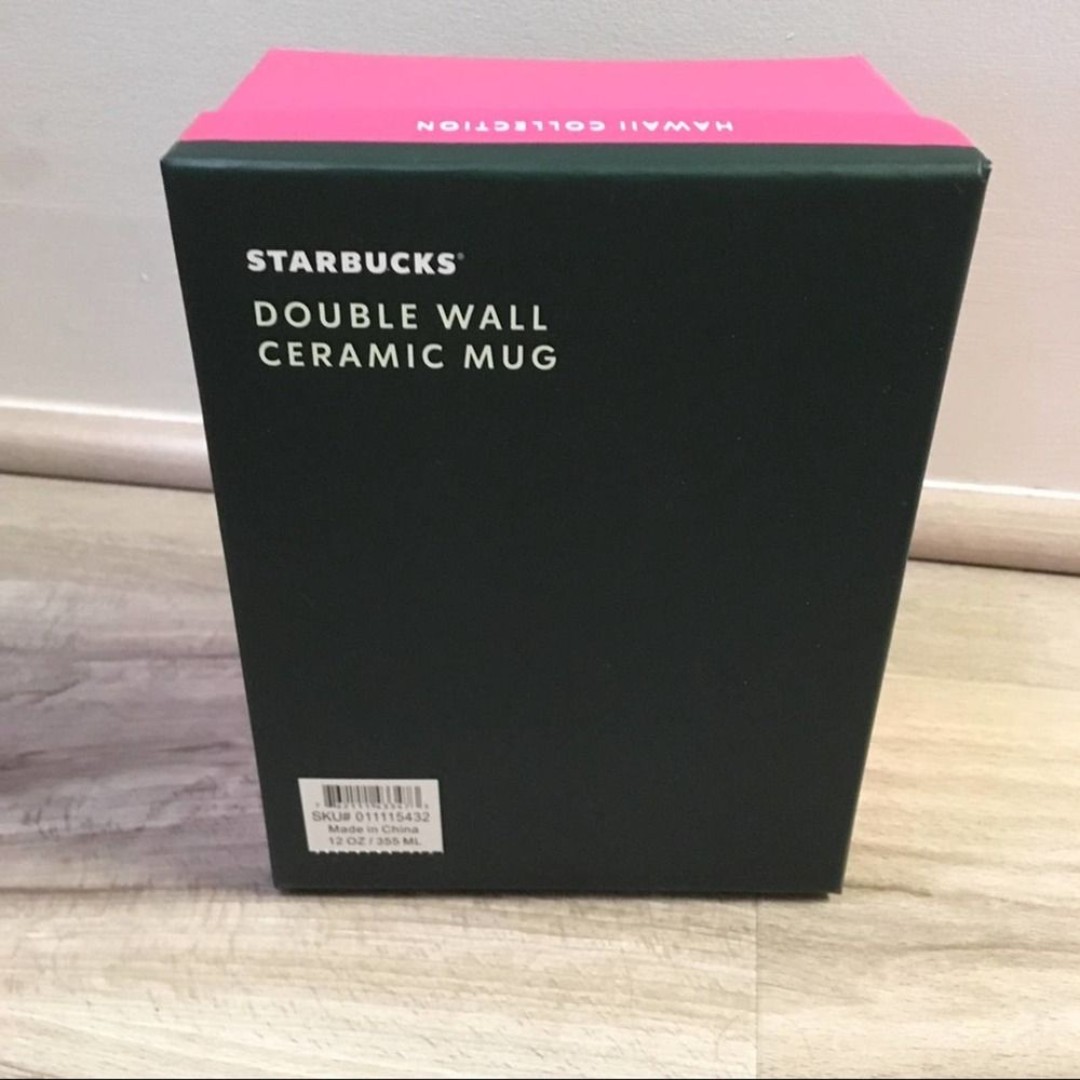 HAWAII COLLECTION
STARBUCKS®
DOUBLE WALL
CERAMIC MUG
SKU# 011115432
Made in China
12 OZ / 355 ML